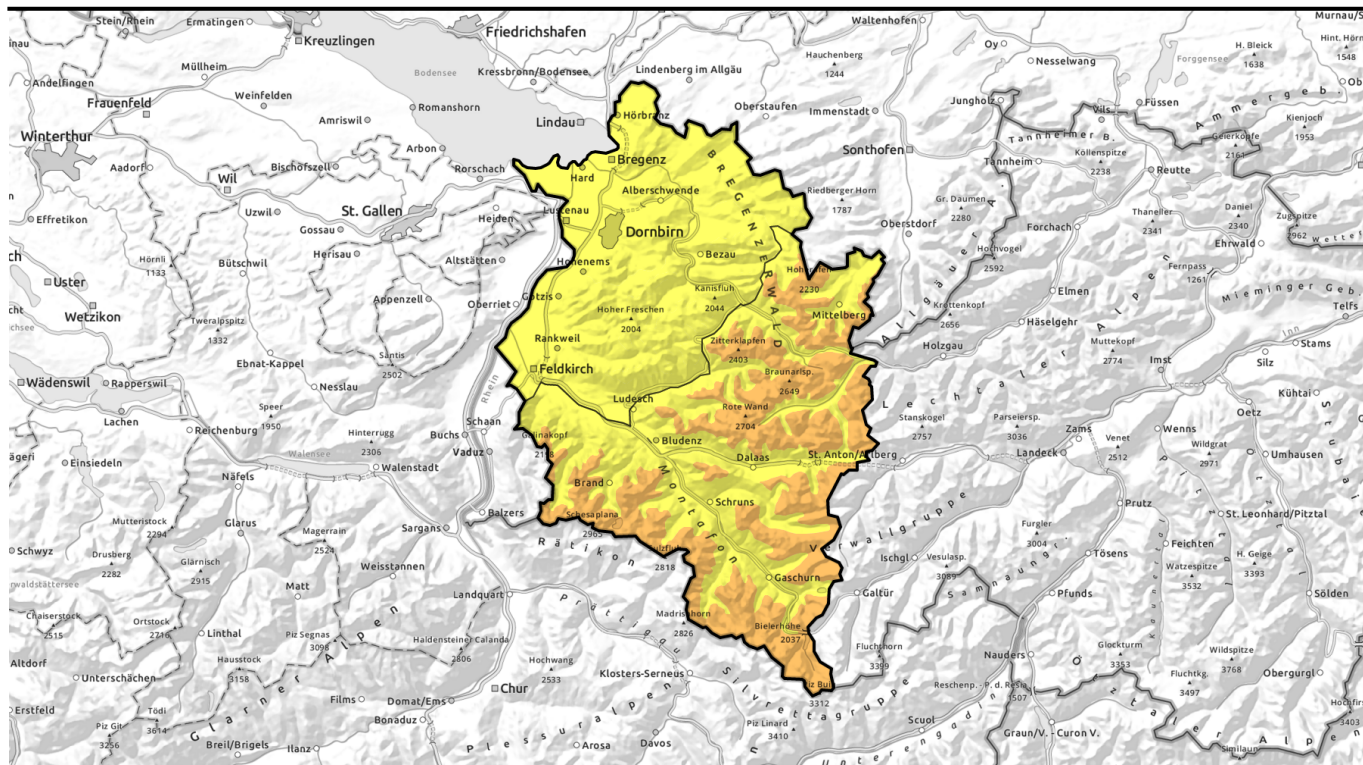 Stein/Rhein
Ermatingen
Kreuzlingen
Friedrichshafen
Waltenhofen
Murnau/S
Müllheim
Bodensee
Kressbronn/Bodensee
Lindenberg im Allgäu
Hauchenberg
1244
Oy
Nesselwang
H. Bleick
1638
Hint. Hörn
1548
Andelfingen
Frauenfeld
Weinfelden
Romanshorn
Oberstaufen
Immenstadt
Jungholz
Forggensee
Füssen
Ob
Winterthur
Amriswil
Lindau
Hörbranz
Vils
Ammergeb.
Kienjoch
1953
Aadorf
Bischofszell
Arbon
Bregenz
Sonthofen
Tannheimer B.
Geierköpfe
2161
Wil
Rorschach
Hard
Tannheim
Köllenspitze
2238
Reutte
Effretikon
Uzwil
St. Gallen
Heiden
Lustenau
Alberschwende
BREGENZERWALD
Riedberger Horn
1787
Gr. Daumen
2280
Thaneller
2341
Daniel
2340
Zugspitze
2962
Gossau
Dornbirn
Oberstdorf
Forchach
Ehrwald
Wette
Hörnli
1133
Herisau
Altstätten
Hohenems
Bezau
Hochvogel
2592
Allgäuer A.
Fernpass
1261
Uster
Bütschwil
Appenzell
Oberriet
Götzis
Kanisfluh
2044
2230
Mittelberg
Krottenkopf
2656
Elmen
Mieminger Geb
Telfs
Wetzikon
Tweralpspitz
1332
Hoher Freschen
2004
Häselgehr
Inn
Ebnat-Kappel
Säntis
2502
Rankweil
Zitterklapfen
2403
Holzgau
Muttekopf
2774
Imst
Stams
Silz
Wädenswil
Rapperswil
Nesslau
Rhein
Feldkirch
Braunarlsp.
2649
Lechtaler Alpen
Kühtai
Lachen
Speer
1950
Schaan
Ludesch
Rote Wand
2704
Stanskogel
2757
Parseiersp.
3036
Oetz
Reichenburg
Hinterrugg
2306
Buchs
Vaduz
Bludenz
Zams
Venet
2512
Wenns
Wildgrat
2971
Einsiedeln
Walensee
Walenstadt
Dalaas
St. Anton/Arlberg
Landeck
Umhausen
Näfels
Brand
Montafon
Schruns
Prutz
Mutteristock
2294
Glarus
Magerrain
2524
Sargans
Balzers
Schesaplana
Rätikon
Verwallgruppe
Furgler
3004
St. Leonhard/Pitztal
Schwyz
Drusberg
2282
Glärnisch
2915
Weisstannen
2818
Ischgl
Vesulasp.
3089
Tösens
Feichten
H. Geige
3393
Matt
Landquart
Gaschurn
Galtür
Samnaungr.
Pfunds
Watzespitze
3532
Sölden
Chaiserstock
2515
Ortstock
2716
Linthal
Piz Segnas
3098
Haldensteiner Calanda
2806
Prätigau
Madrisahorn
2826
Bielerhöhe
2037
Altdorf
Hausstock
3158
Glarner Alpen
Hochwang
2533
Klosters-Serneus
Fluchthorn
3399
Nauders
Glockturm
3353
Wildspitze
3768
Unterschächen
Chur
Silvrettagruppe
Reschenp. - P. d. Resia
1507
Fluchtkg.
3497
Obergurgl
Erstfeld
Films
Domat/Ems
3312
Ötztaler Alpen
Piz Git
3256
Tödi
3614
Bonaduz
Plessuralpen
Piz Linard
3410
Scuol
Hochfirs
3403
Breil/Brigels
Ilanz
Arosa
Davos
Unterengadin
Graun/V. - Curon V.
Similaun